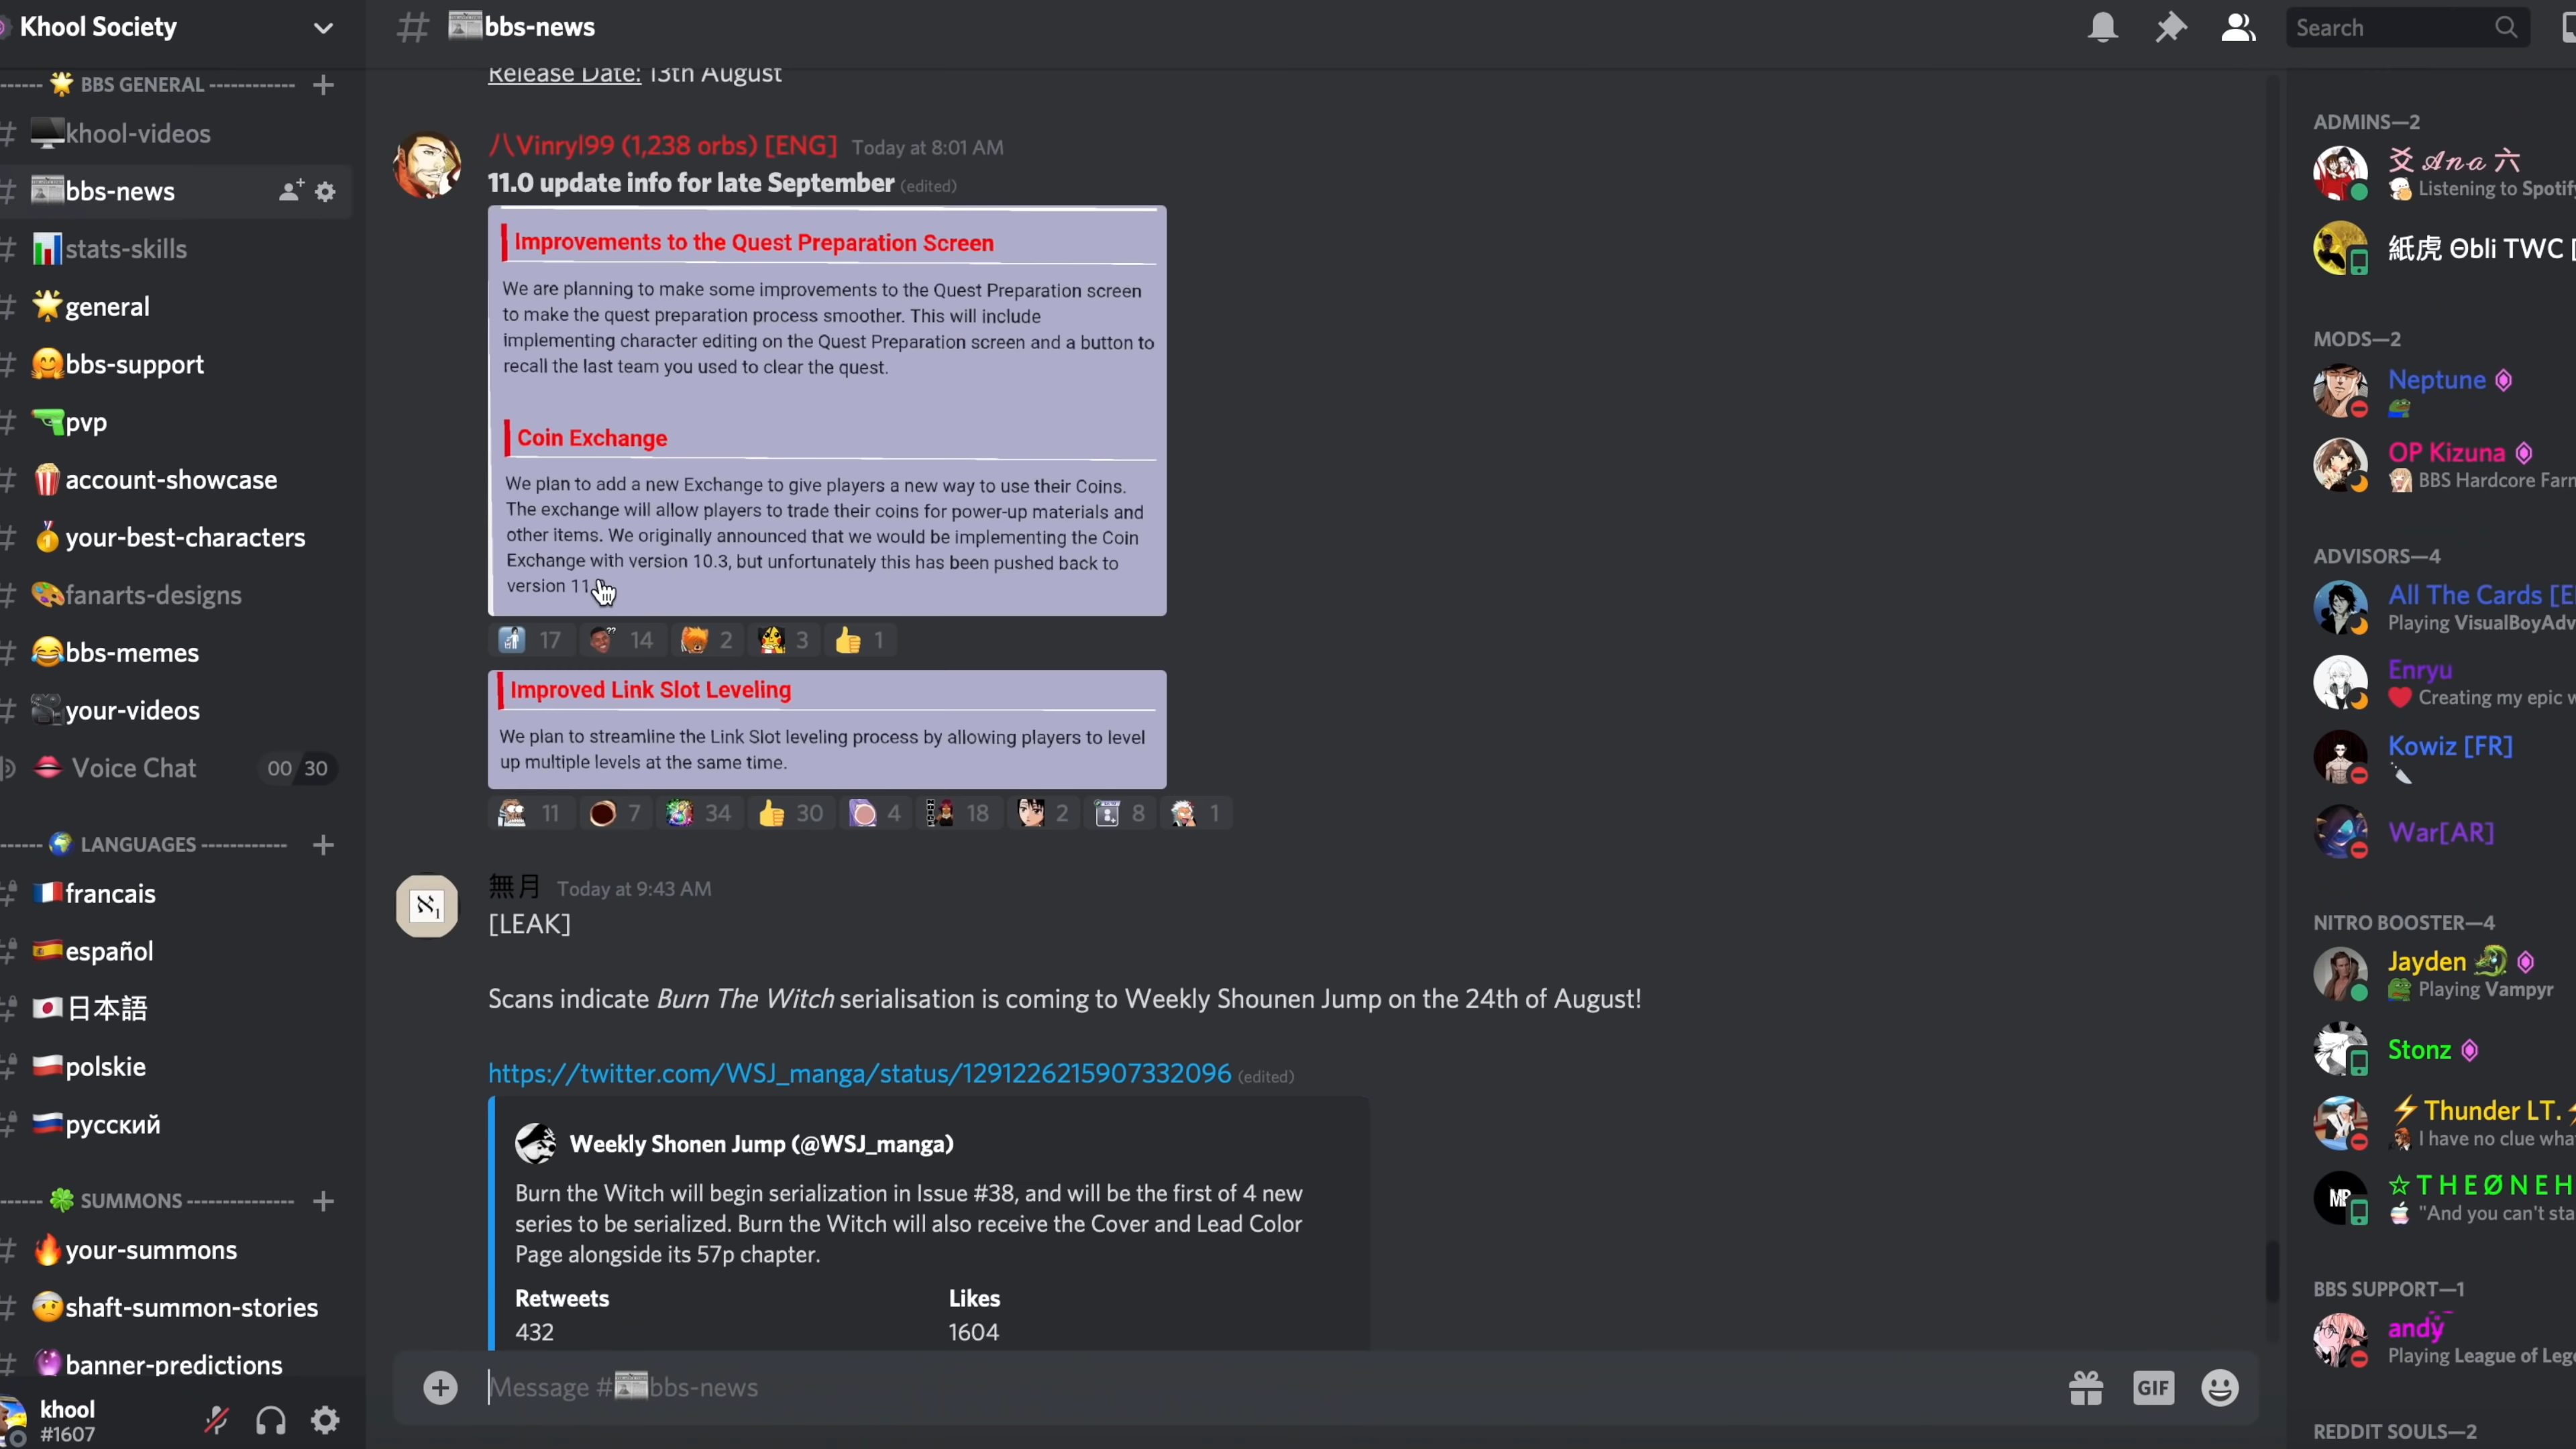 Khool Society
BBS GENERAL
khool-videos
bbs-news
stats-skills
general
bbs-support
pvp
account-showcase
your-best-characters
fanarts-designs
bbs-memes
your-videos
Voice Chat 00 30
LANGUAGES
francais
español
日本語
polskie
русский
SUMMONS
your-summons
shaft-summon-stories
banner-predictions
khool
#1607
# bbs-news
Search
Release Date: 13th August
八Vinryl99 (1,238 orbs) [ENG] Today at 8:01 AM
11.0 update info for late September (edited)
Improvements to the Quest Preparation Screen
We are planning to make some improvements to the Quest Preparation screen
to make the quest preparation process smoother. This will include
implementing character editing on the Quest Preparation screen and a button to
recall the last team you used to clear the quest.
Coin Exchange
We plan to add a new Exchange to give players a new way to use their Coins.
The exchange will allow players to trade their coins for power-up materials and
other items. We originally announced that we would be implementing the Coin
Exchange with version 10.3, but unfortunately this has been pushed back to
version 11
17 14 2 3 1
Improved Link Slot Leveling
We plan to streamline the Link Slot leveling process by allowing players to level
up multiple levels at the same time.
11 7 34 30 4 18 2 8 1
無月 Today at 9:43 AM
[LEAK]
Scans indicate Burn The Witch serialisation is coming to Weekly Shounen Jump on the 24th of August!
https://twitter.com/WSJ_manga/status/1291226215907332096 (edited)
Weekly Shonen Jump (@WSJ_manga)
Burn the Witch will begin serialization in Issue #38, and will be the first of 4 new
series to be serialized. Burn the Witch will also receive the Cover and Lead Color
Page alongside its 57p chapter.
Retweets Likes
432 1604
Message # bbs-news
GIF
ADMINS—2
爻 𝒜𝓃𝒶 六
Listening to Spotify
紙虎 Θbli TWC [
MODS—2
Neptune
OP Kizuna
BBS Hardcore Farm
ADVISORS—4
All The Cards [E
Playing VisualBoyAdv
Enryu
Creating my epic w
Kowiz [FR]
War[AR]
NITRO BOOSTER—4
Jayden
Playing Vampyr
Stonz
Thunder LT.
I have no clue wha
☆ T H E Ø N E H
"And you can't sta
BBS SUPPORT—1
andy
Playing League of Lege
REDDIT SOULS—2